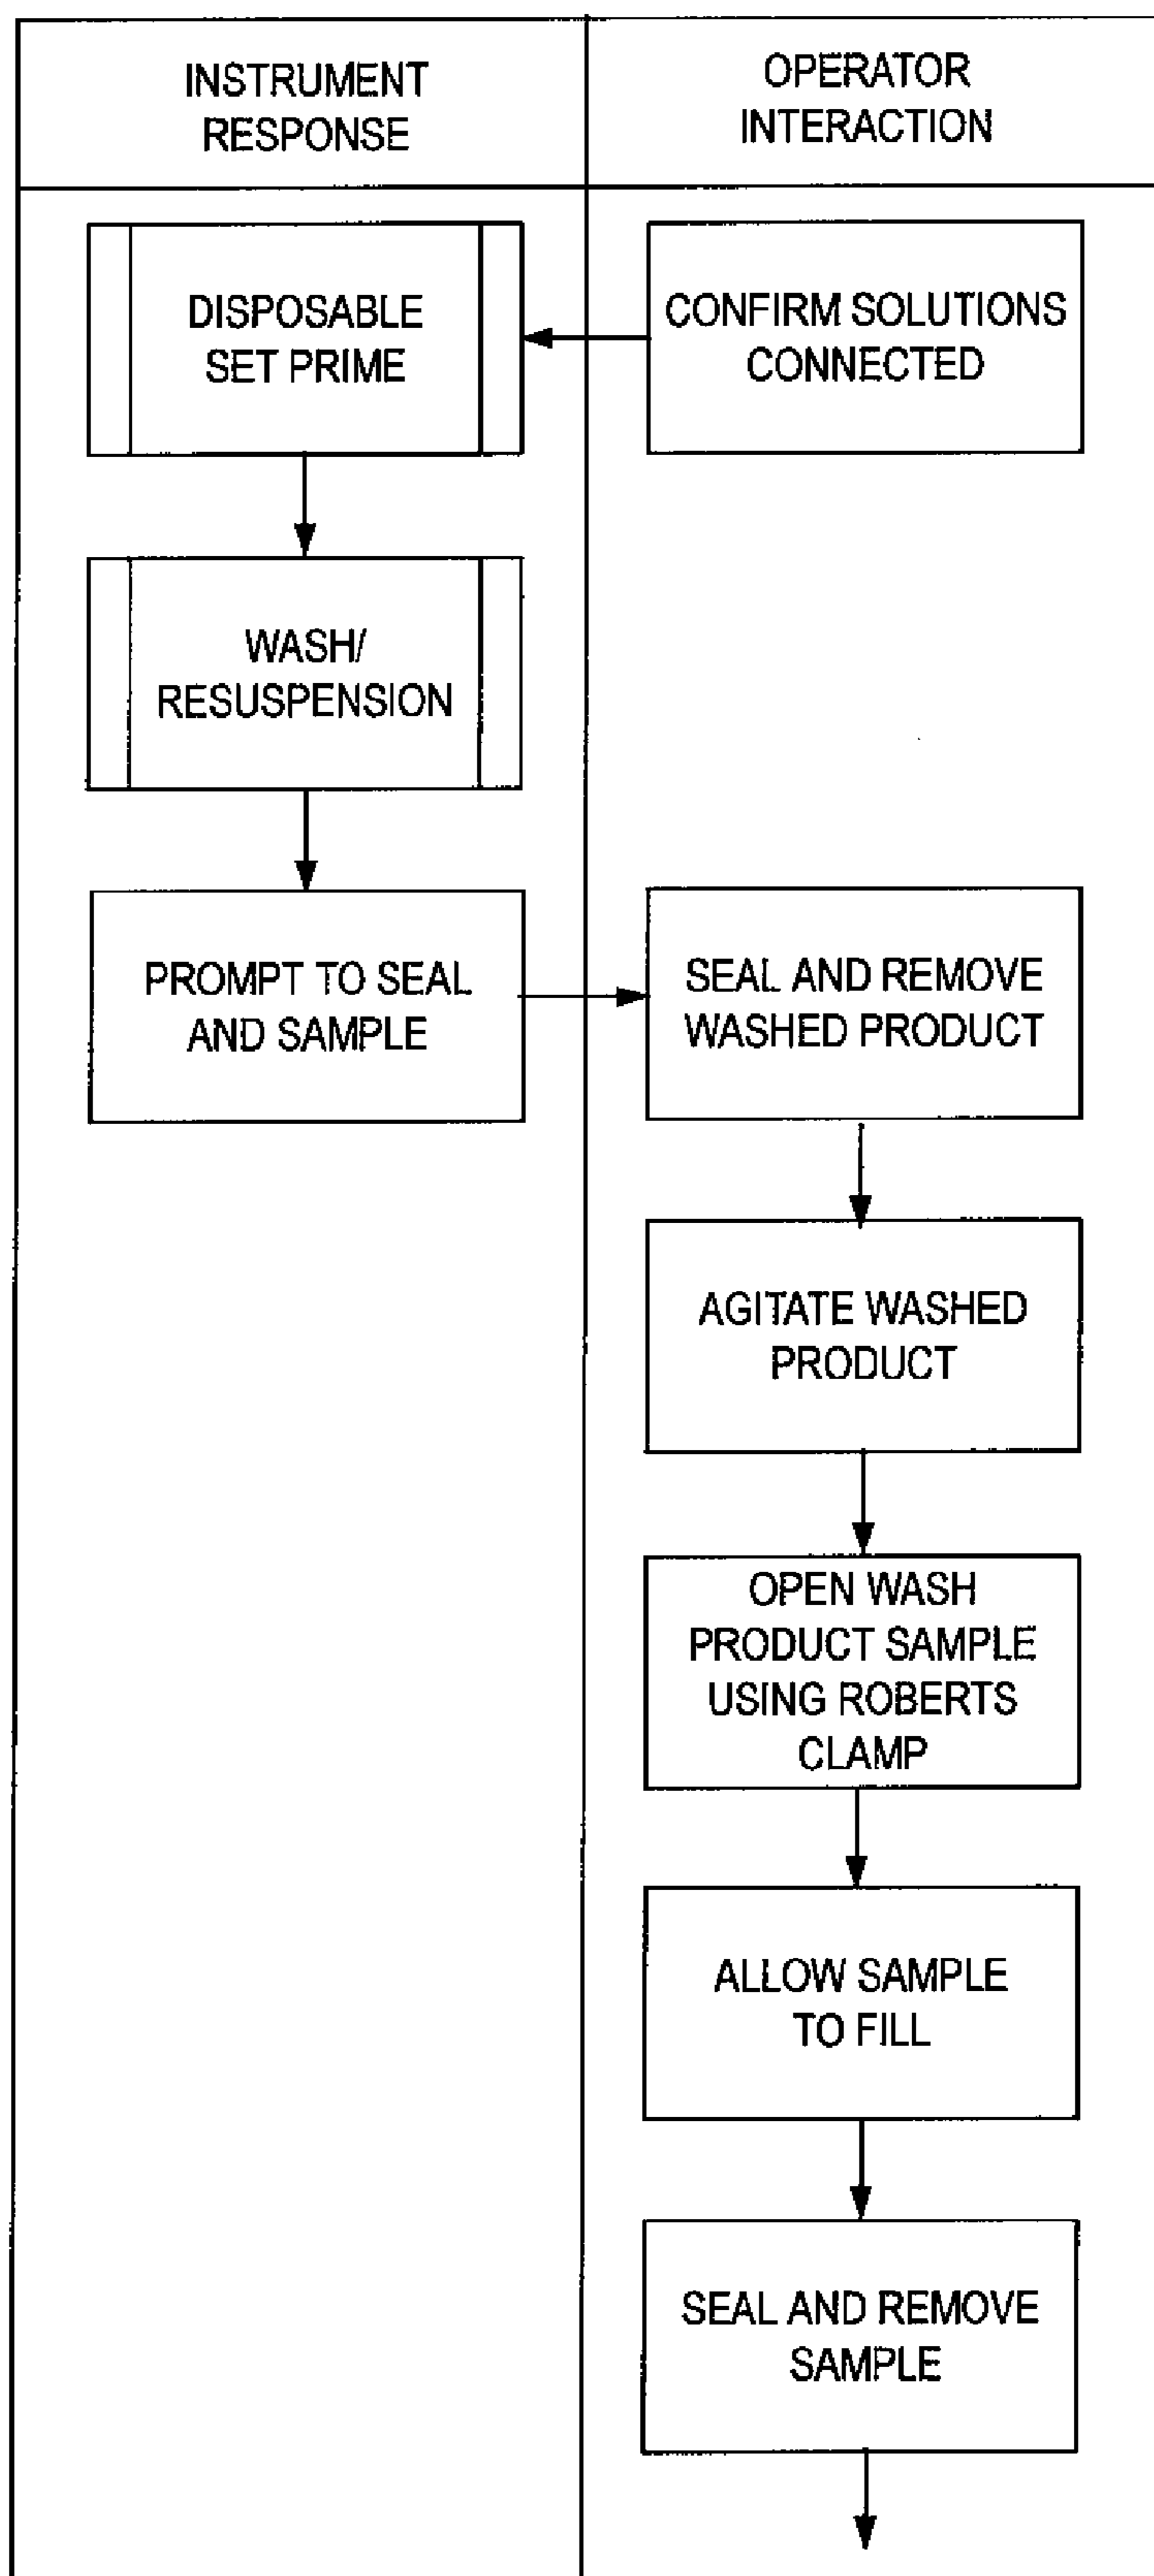 INSTRUMENT
RESPONSE
OPERATOR
INTERACTION
DISPOSABLE
SET PRIME
CONFIRM SOLUTIONS
CONNECTED
WASH/
RESUSPENSION
PROMPT TO SEAL
AND SAMPLE
SEAL AND REMOVE
WASHED PRODUCT
AGITATE WASHED
PRODUCT
OPEN WASH
PRODUCT SAMPLE
USING ROBERTS
CLAMP
ALLOW SAMPLE
TO FILL
SEAL AND REMOVE
SAMPLE